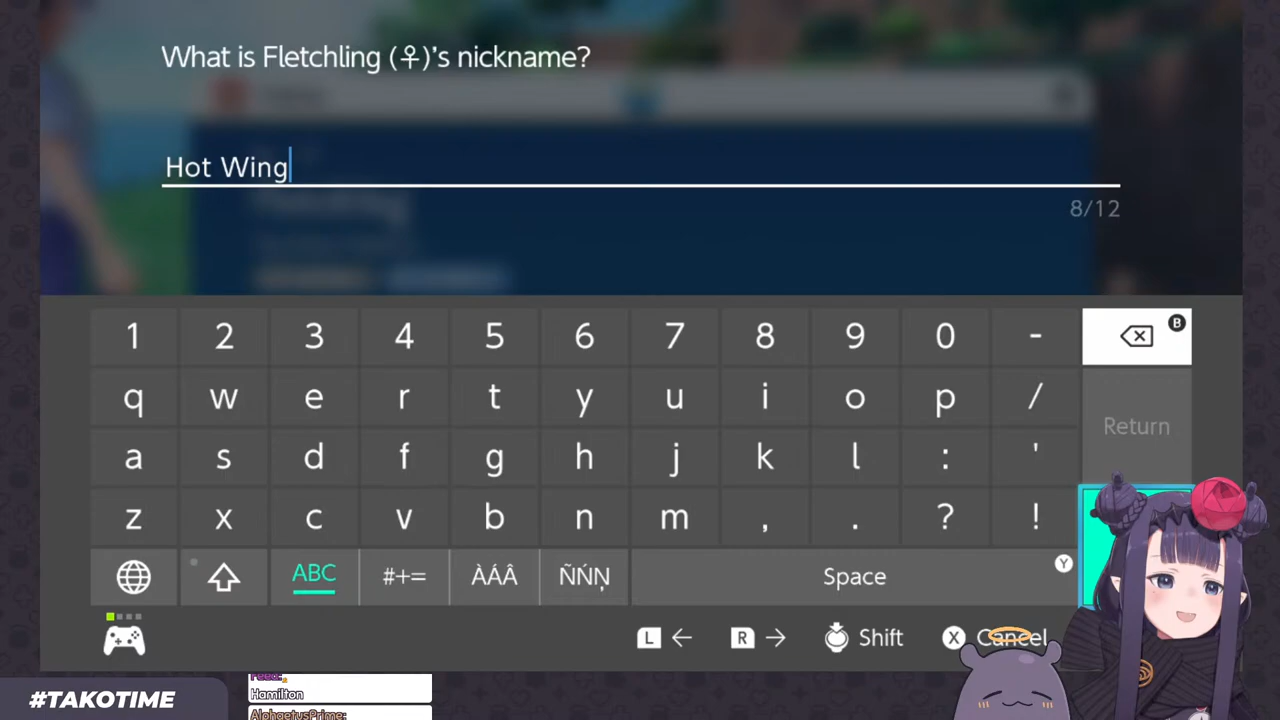 What is Fletchling (♀)'s nickname?
Hot Wing
8/12
1 2 3 4 5 6 7 8 9 0 -
B
q w e r t y u i o p /
Return
a s d f g h j k l : '
z x c v b n m , . ? !
ABC #+= ÀÁÂ ÑŃŅ Space Y
L ← R → Shift X Cancel
#TAKOTIME
Hamilton
AlphaetusPrime: